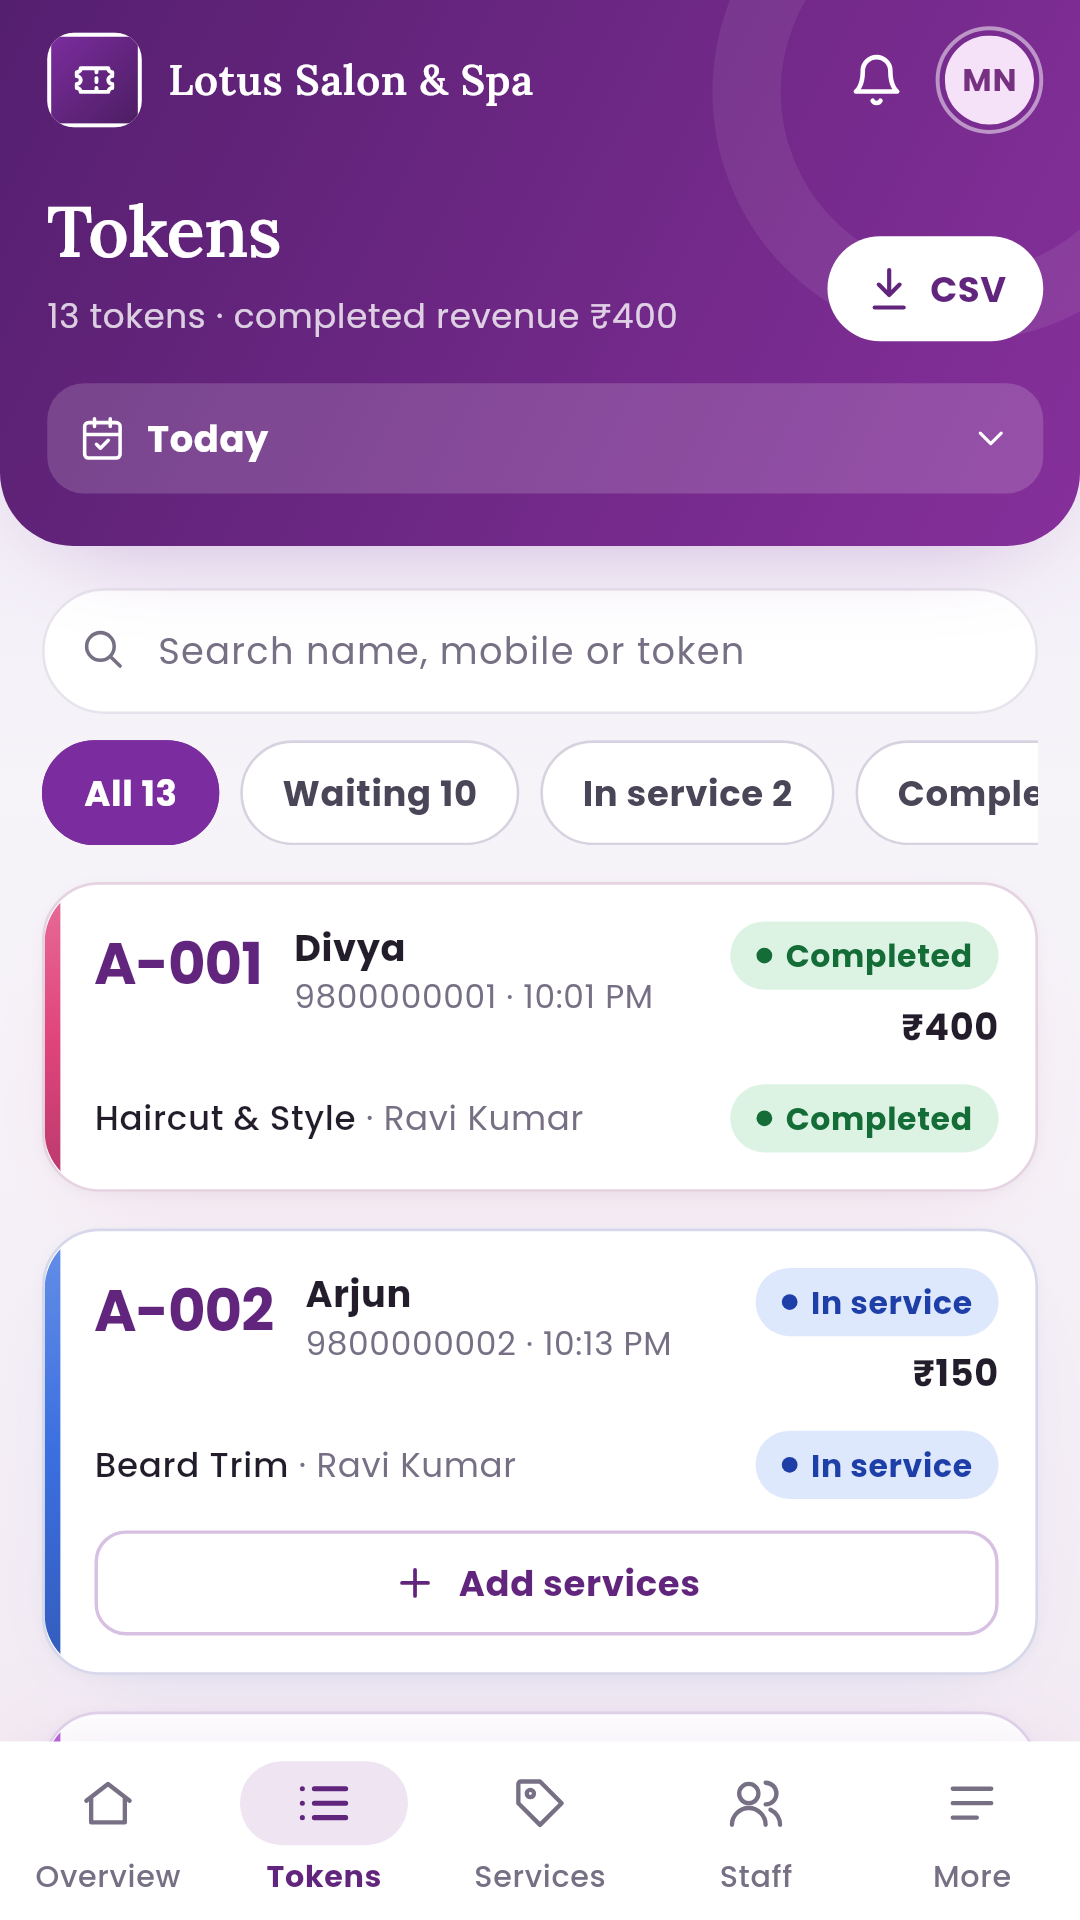 Lotus Salon & Spa
MN
Tokens
13 tokens · completed revenue ₹400
CSV
Today
Search name, mobile or token
All 13
Waiting 10
In service 2
Comple
A-001
Divya
9800000001 · 10:01 PM
Completed
₹400
Haircut & Style · Ravi Kumar
Completed
A-002
Arjun
9800000002 · 10:13 PM
In service
₹150
Beard Trim · Ravi Kumar
In service
Add services
Overview
Tokens
Services
Staff
More